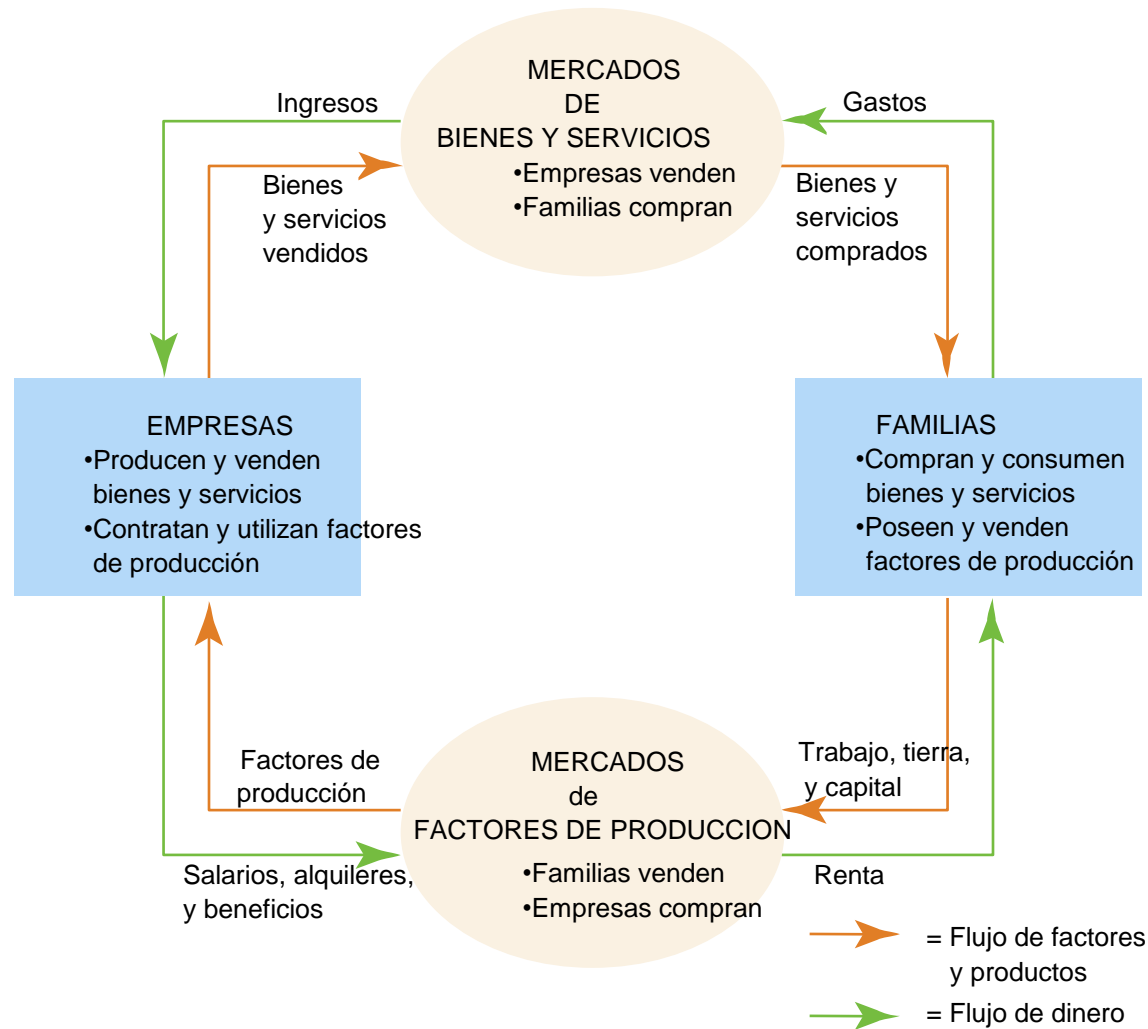 MERCADOS
DE
BIENES Y SERVICIOS
•Empresas venden
•Familias compran
Ingresos
Gastos
Bienes
y servicios
vendidos
Bienes y
servicios
comprados
EMPRESAS
•Producen y venden
bienes y servicios
•Contratan y utilizan factores
de producción
FAMILIAS
•Compran y consumen
bienes y servicios
•Poseen y venden
factores de producción
Factores de
producción
MERCADOS
de
FACTORES DE PRODUCCION
•Familias venden
•Empresas compran
Trabajo, tierra,
y capital
Salarios, alquileres,
y beneficios
Renta
= Flujo de factores
y productos
= Flujo de dinero